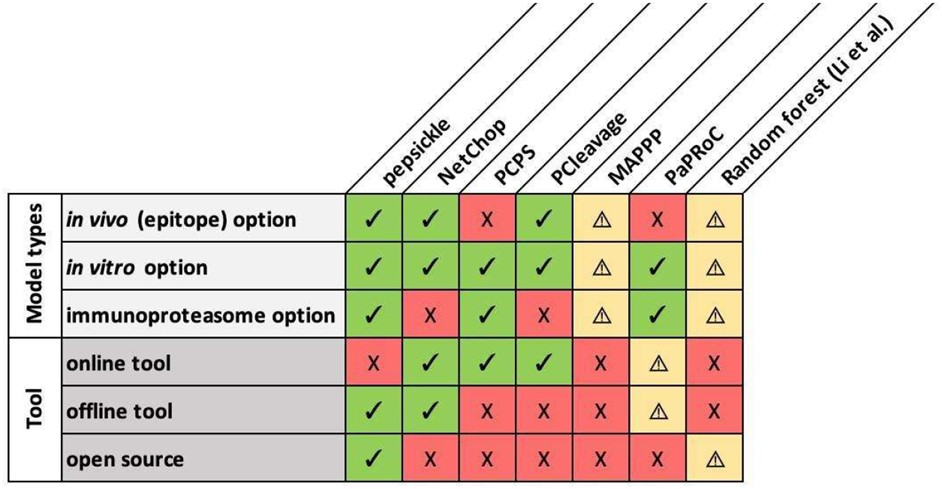 pepsickle
NetChop
PCPS
PCleavage
MAPPP
PaPRoC
Random forest (Li et al.)
Model types
in vivo (epitope) option ✓ ✓ X ✓ ⚠ X ⚠
in vitro option ✓ ✓ ✓ ✓ ⚠ ✓ ⚠
immunoproteasome option ✓ X ✓ X ⚠ ✓ ⚠
Tool
online tool X ✓ ✓ ✓ X ⚠ X
offline tool ✓ ✓ X X X ⚠ X
open source ✓ X X X X X ⚠